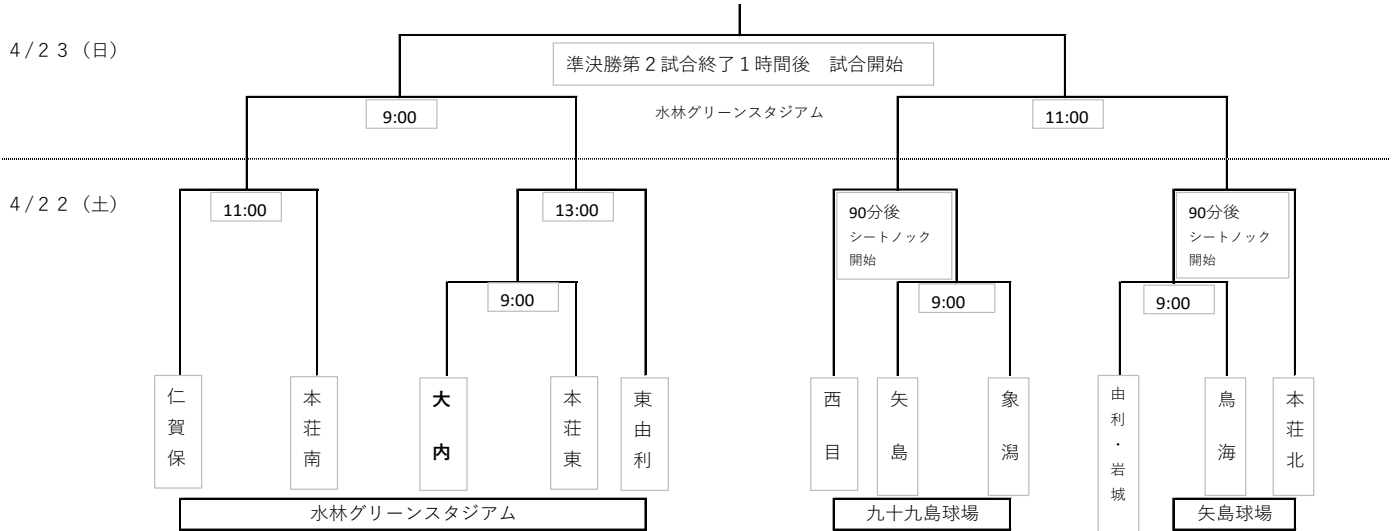 4/23（日）
準決勝第２試合終了１時間後　試合開始
9:00
水林グリーンスタジアム
11:00
4/22（土）
11:00
13:00
90分後
シートノック
開始
90分後
シートノック
開始
9:00
9:00
9:00
仁賀保
本荘南
大内
本荘東
東由利
西目
矢島
象潟
由利・岩城
鳥海
本荘北
水林グリーンスタジアム
九十九島球場
矢島球場